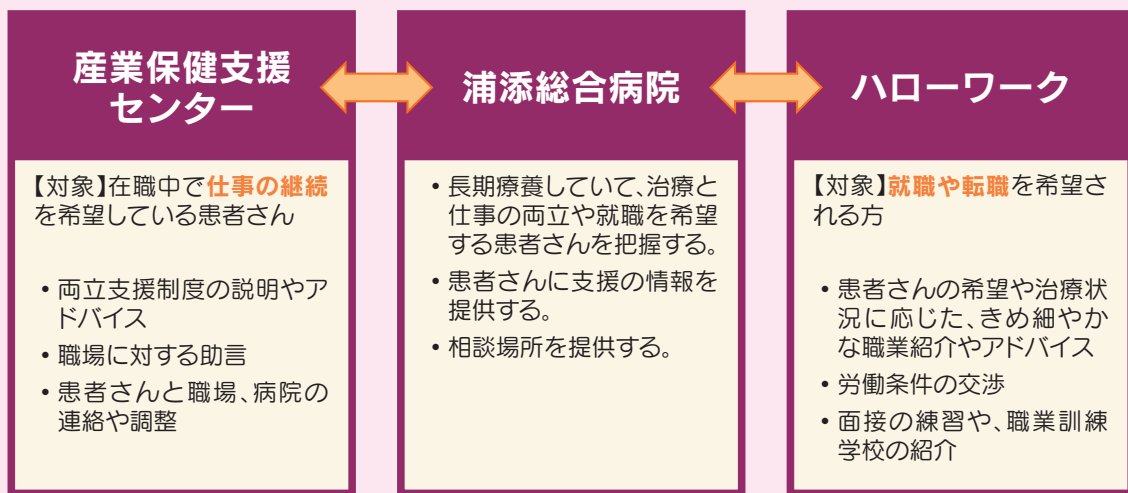 産業保健支援
センター
【対象】在職中で仕事の継続
を希望している患者さん
• 両立支援制度の説明やア
ドバイス
• 職場に対する助言
• 患者さんと職場、病院の
連絡や調整
浦添総合病院
• 長期療養していて、治療と
仕事の両立や就職を希望
する患者さんを把握する。
• 患者さんに支援の情報を
提供する。
• 相談場所を提供する。
ハローワーク
【対象】就職や転職を希望さ
れる方
• 患者さんの希望や治療状
況に応じた、きめ細やか
な職業紹介やアドバイス
• 労働条件の交渉
• 面接の練習や、職業訓練
学校の紹介